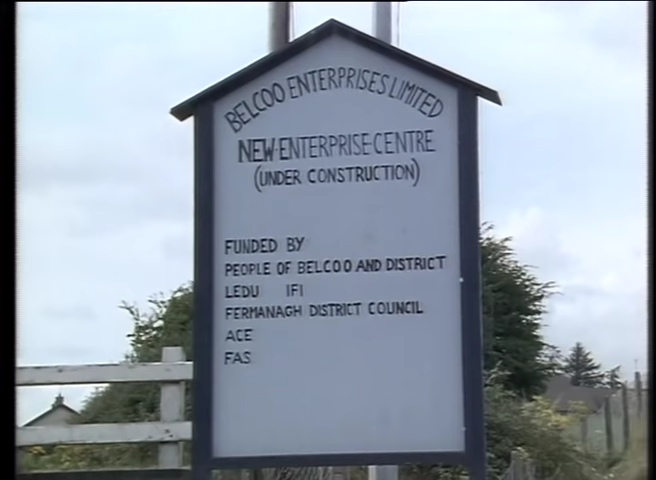 BELCOO ENTERPRISES LIMITED
NEW·ENTERPRISE·CENTRE
(UNDER CONSTRUCTION)
FUNDED BY
PEOPLE OF BELCOO AND DISTRICT
LEDU IFI
FERMANAGH DISTRICT COUNCIL
ACE
FAS